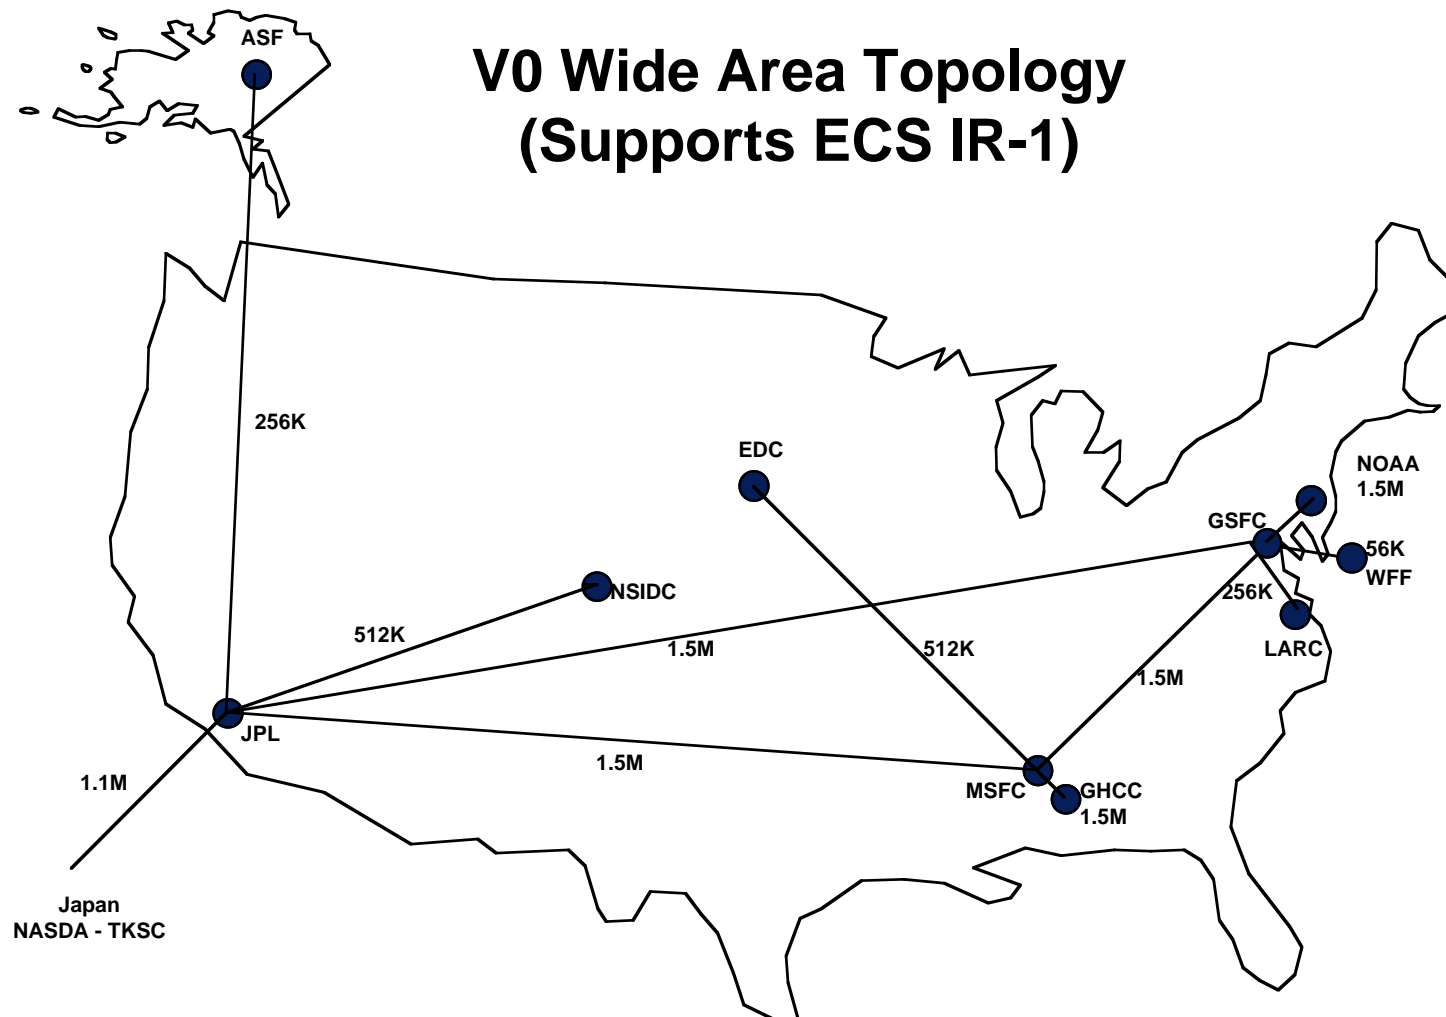 V0 Wide Area Topology
(Supports ECS IR-1)
ASF
256K
EDC
NOAA
1.5M
GSFC
56K
WFF
NSIDC
256K
512K
1.5M
512K
LARC
1.5M
JPL
1.5M
1.1M
MSFC
GHCC
1.5M
Japan
NASDA - TKSC